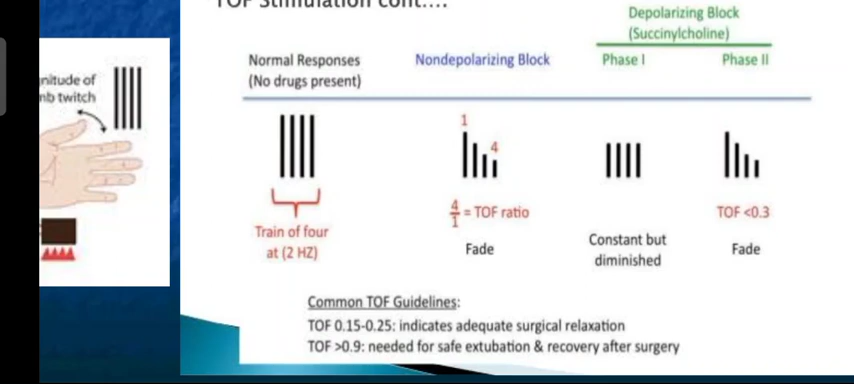 TOF Stimulation cont....
nitude of
nb twitch
Normal Responses
(No drugs present)
Nondepolarizing Block
Depolarizing Block
(Succinylcholine)
Phase I
Phase II
1
4
Train of four
at (2 HZ)
4/1 = TOF ratio
Fade
Constant but
diminished
TOF <0.3
Fade
Common TOF Guidelines:
TOF 0.15-0.25: indicates adequate surgical relaxation
TOF >0.9: needed for safe extubation & recovery after surgery